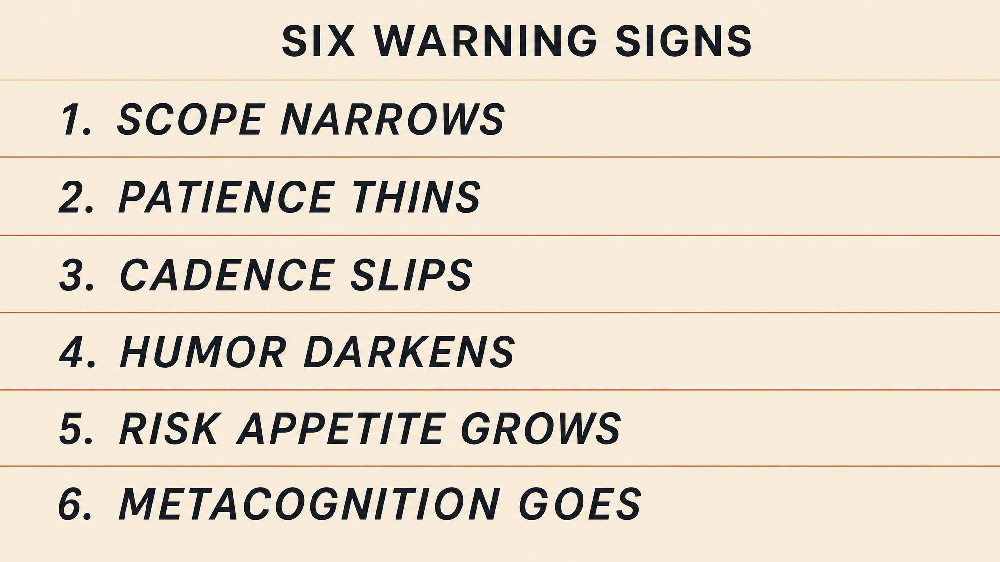 SIX WARNING SIGNS
1. SCOPE NARROWS
2. PATIENCE THINS
3. CADENCE SLIPS
4. HUMOR DARKENS
5. RISK APPETITE GROWS
6. METACOGNITION GOES